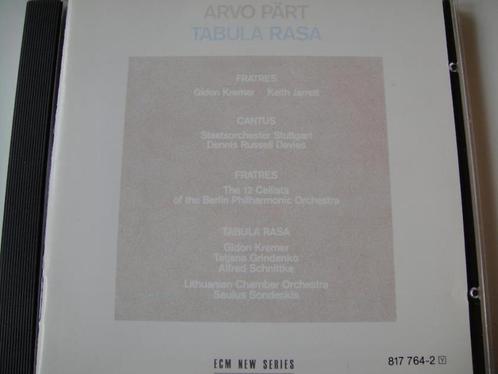 ARVO PÄRT
TABULA RASA
FRATRES
Gidon Kremer Keith Jarrett
CANTUS
Staatsorchester Stuttgart
Dennis Russell Davies
FRATRES
The 12 Cellists
of the Berlin Philharmonic Orchestra
TABULA RASA
Gidon Kremer
Tatjana Grindenko
Alfred Schnittke
Lithuanian Chamber Orchestra
Saulus Sondeckis
ECM NEW SERIES
817 764-2 Y